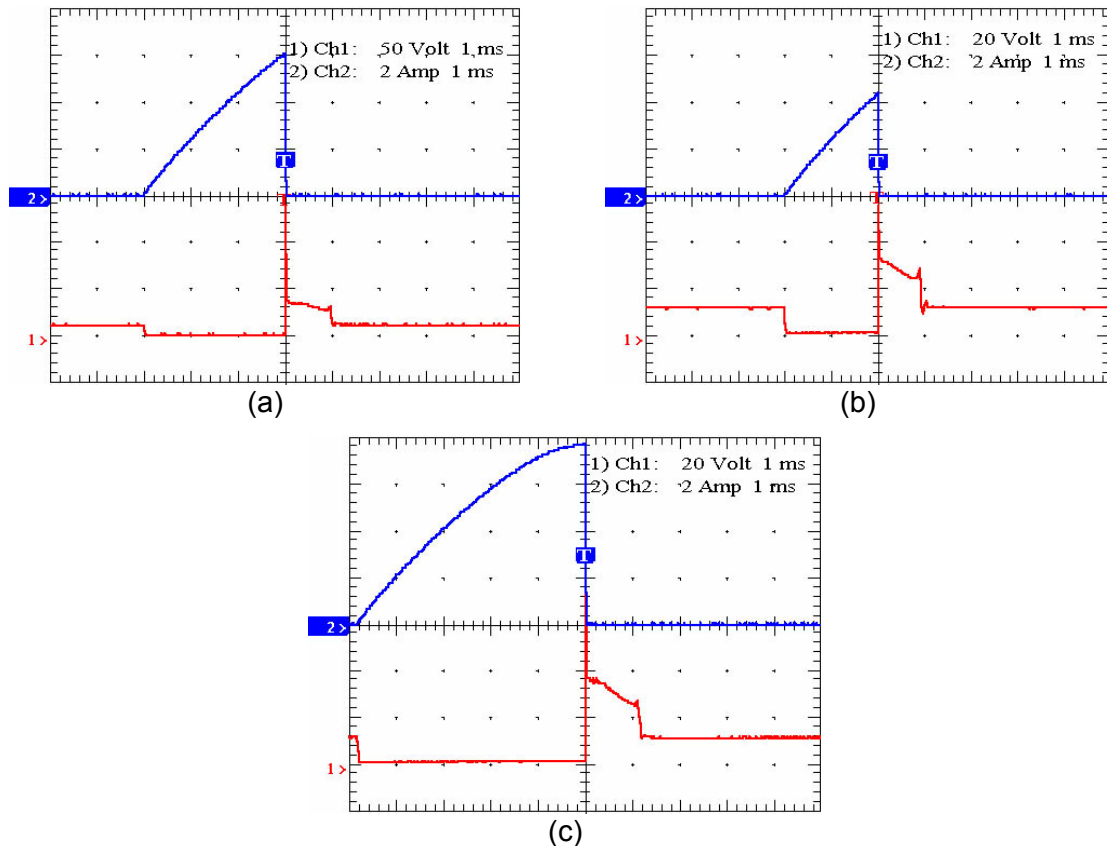 1) Ch1: 50 Volt 1 ms
2) Ch2: 2 Amp 1 ms
T
2>
1
1>
(a)
1) Ch1: 20 Volt 1 ms
2) Ch2: 2 Amp 1 ms
T
2>
1>
(b)
1) Ch1: 20 Volt 1 ms
2) Ch2: 2 Amp 1 ms
T
2>
1>
(c)